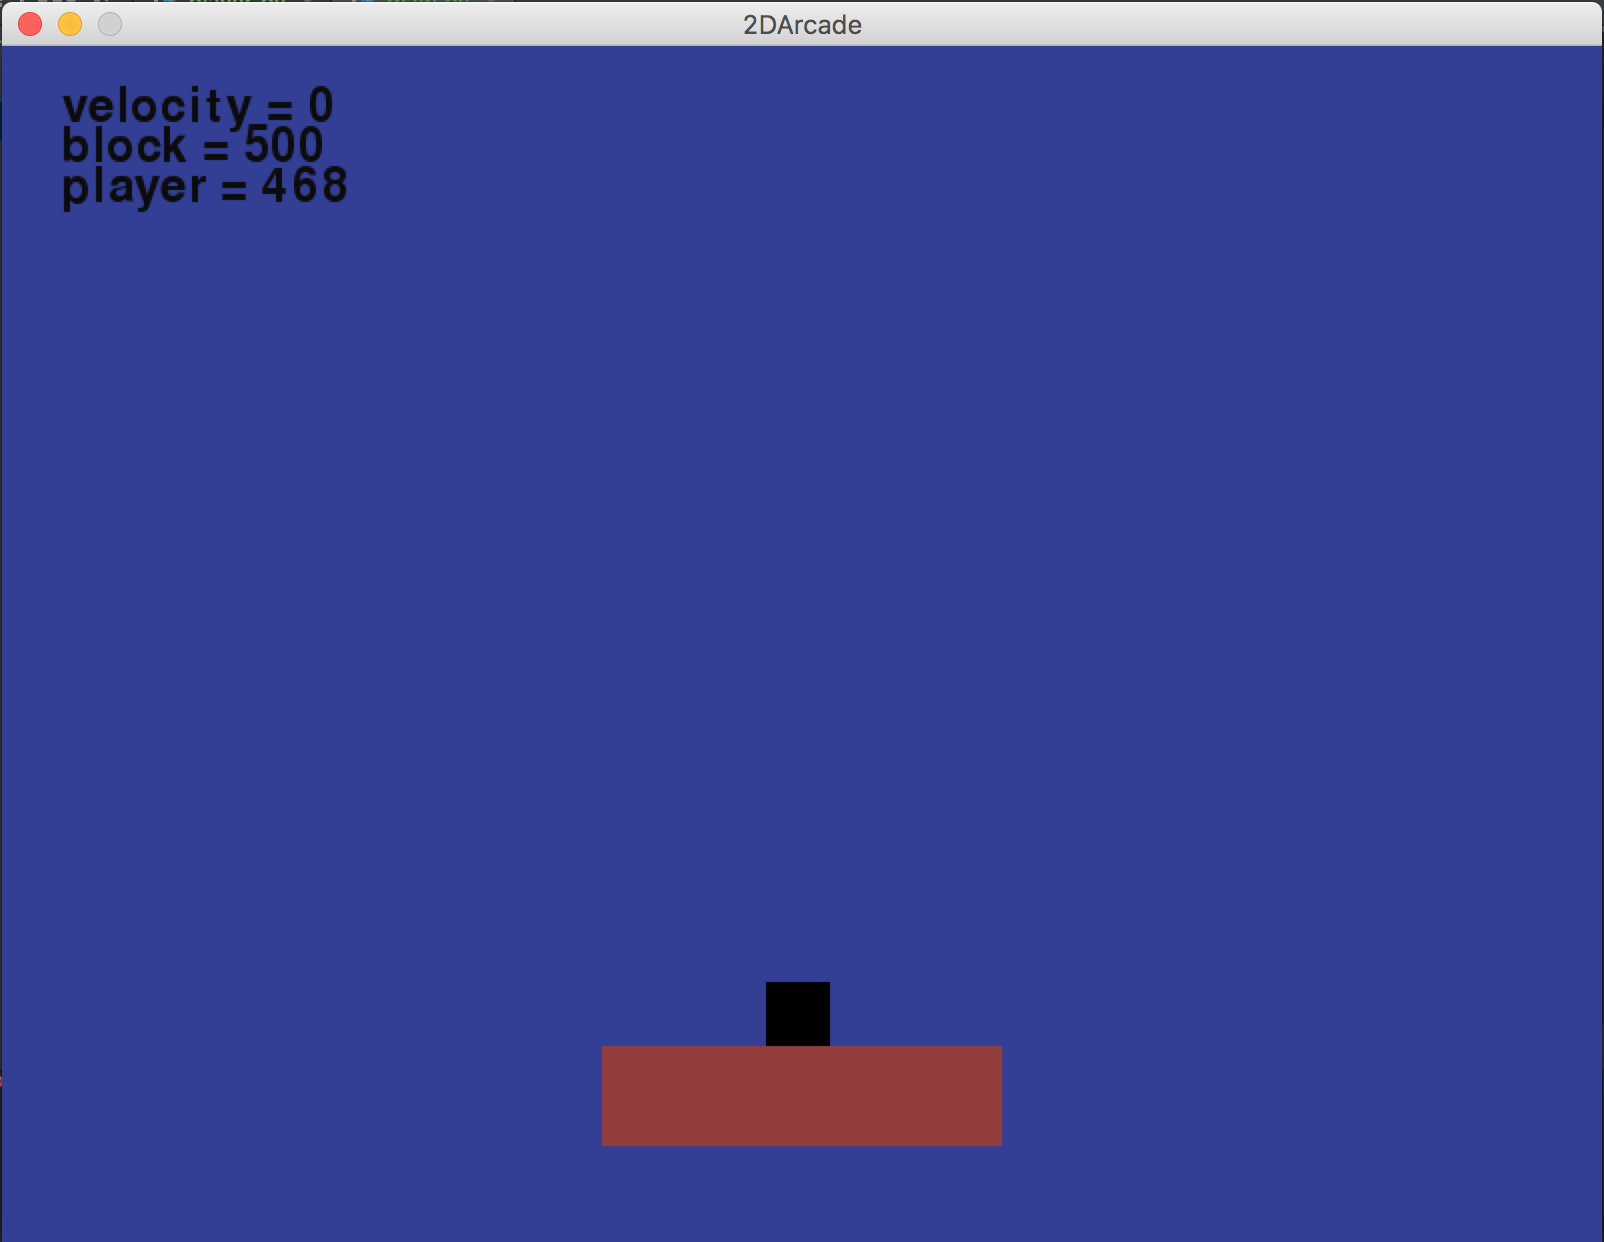 2DArcade
velocity = 0
block = 500
player = 468